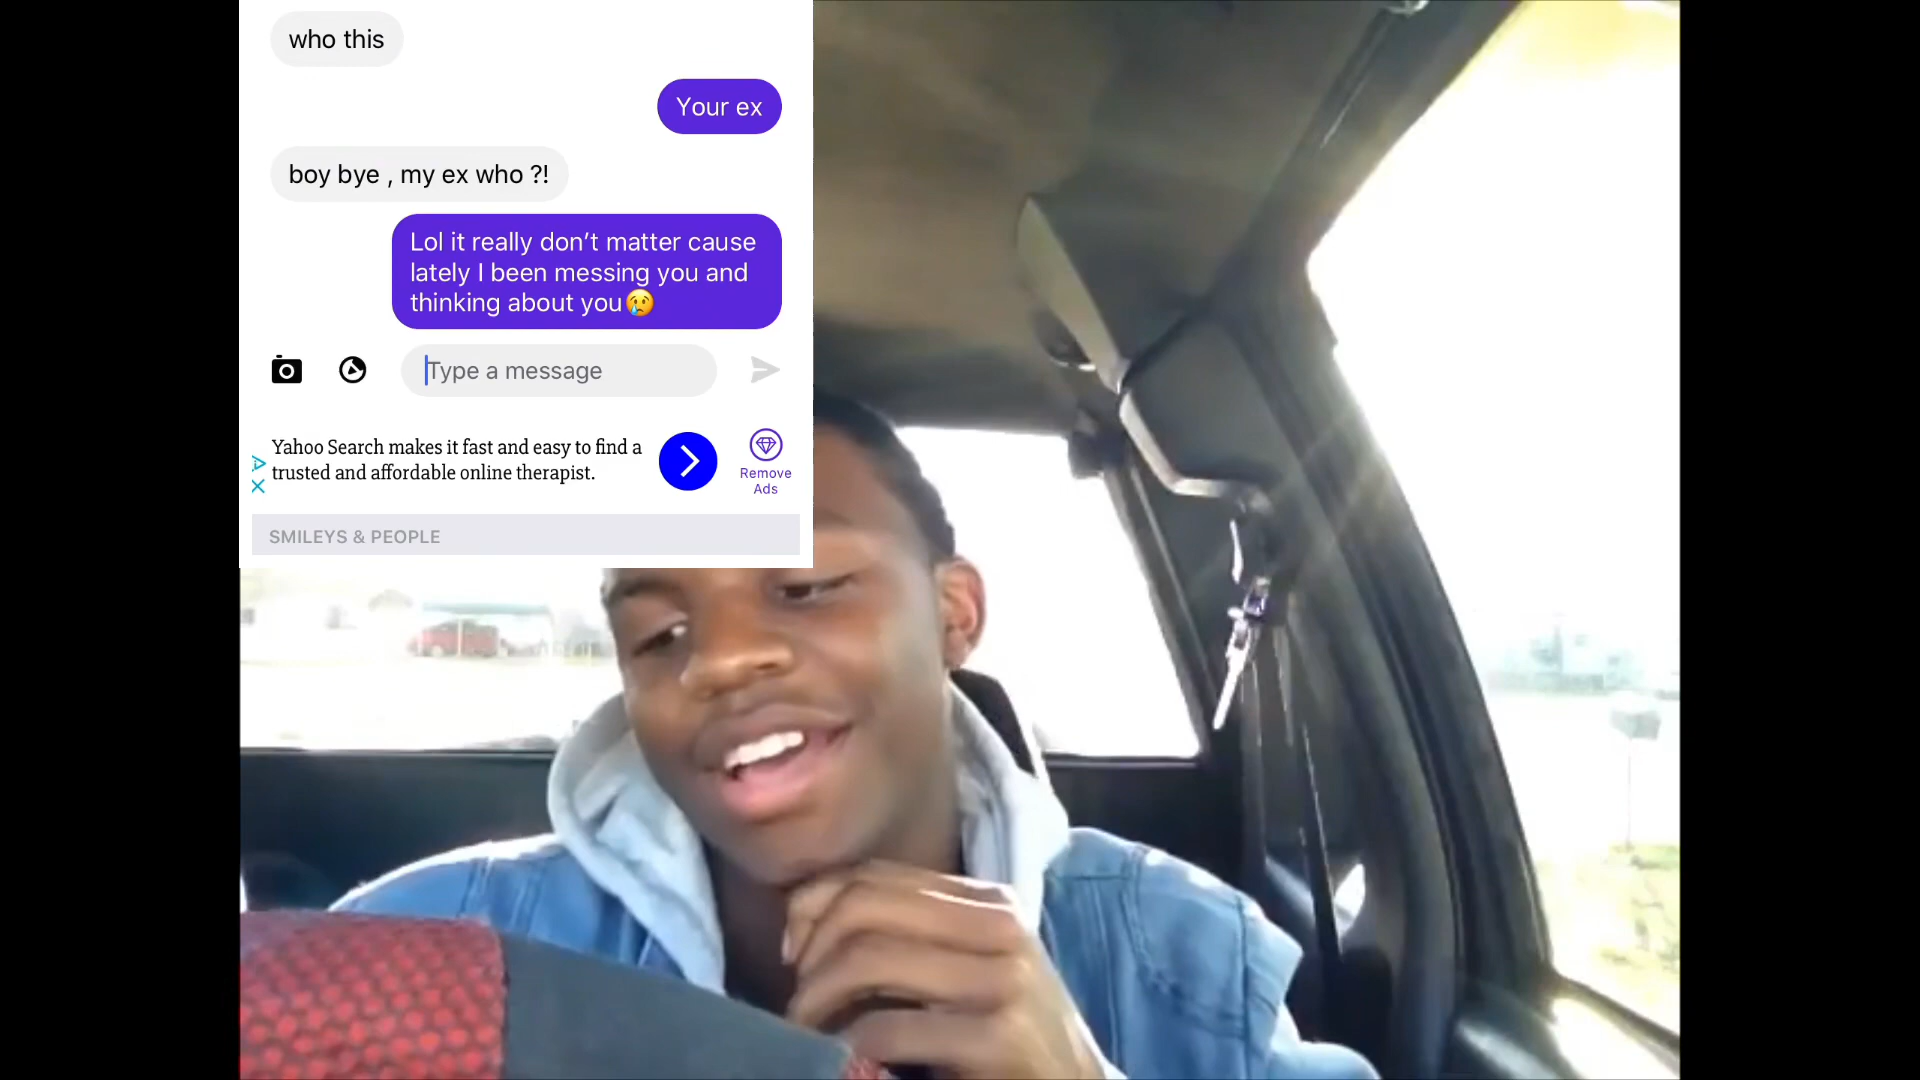 who this
Your ex
boy bye , my ex who ?!
Lol it really don’t matter cause
lately I been messing you and
thinking about you😢
Type a message
Yahoo Search makes it fast and easy to find a
trusted and affordable online therapist.
Remove
Ads
SMILEYS & PEOPLE